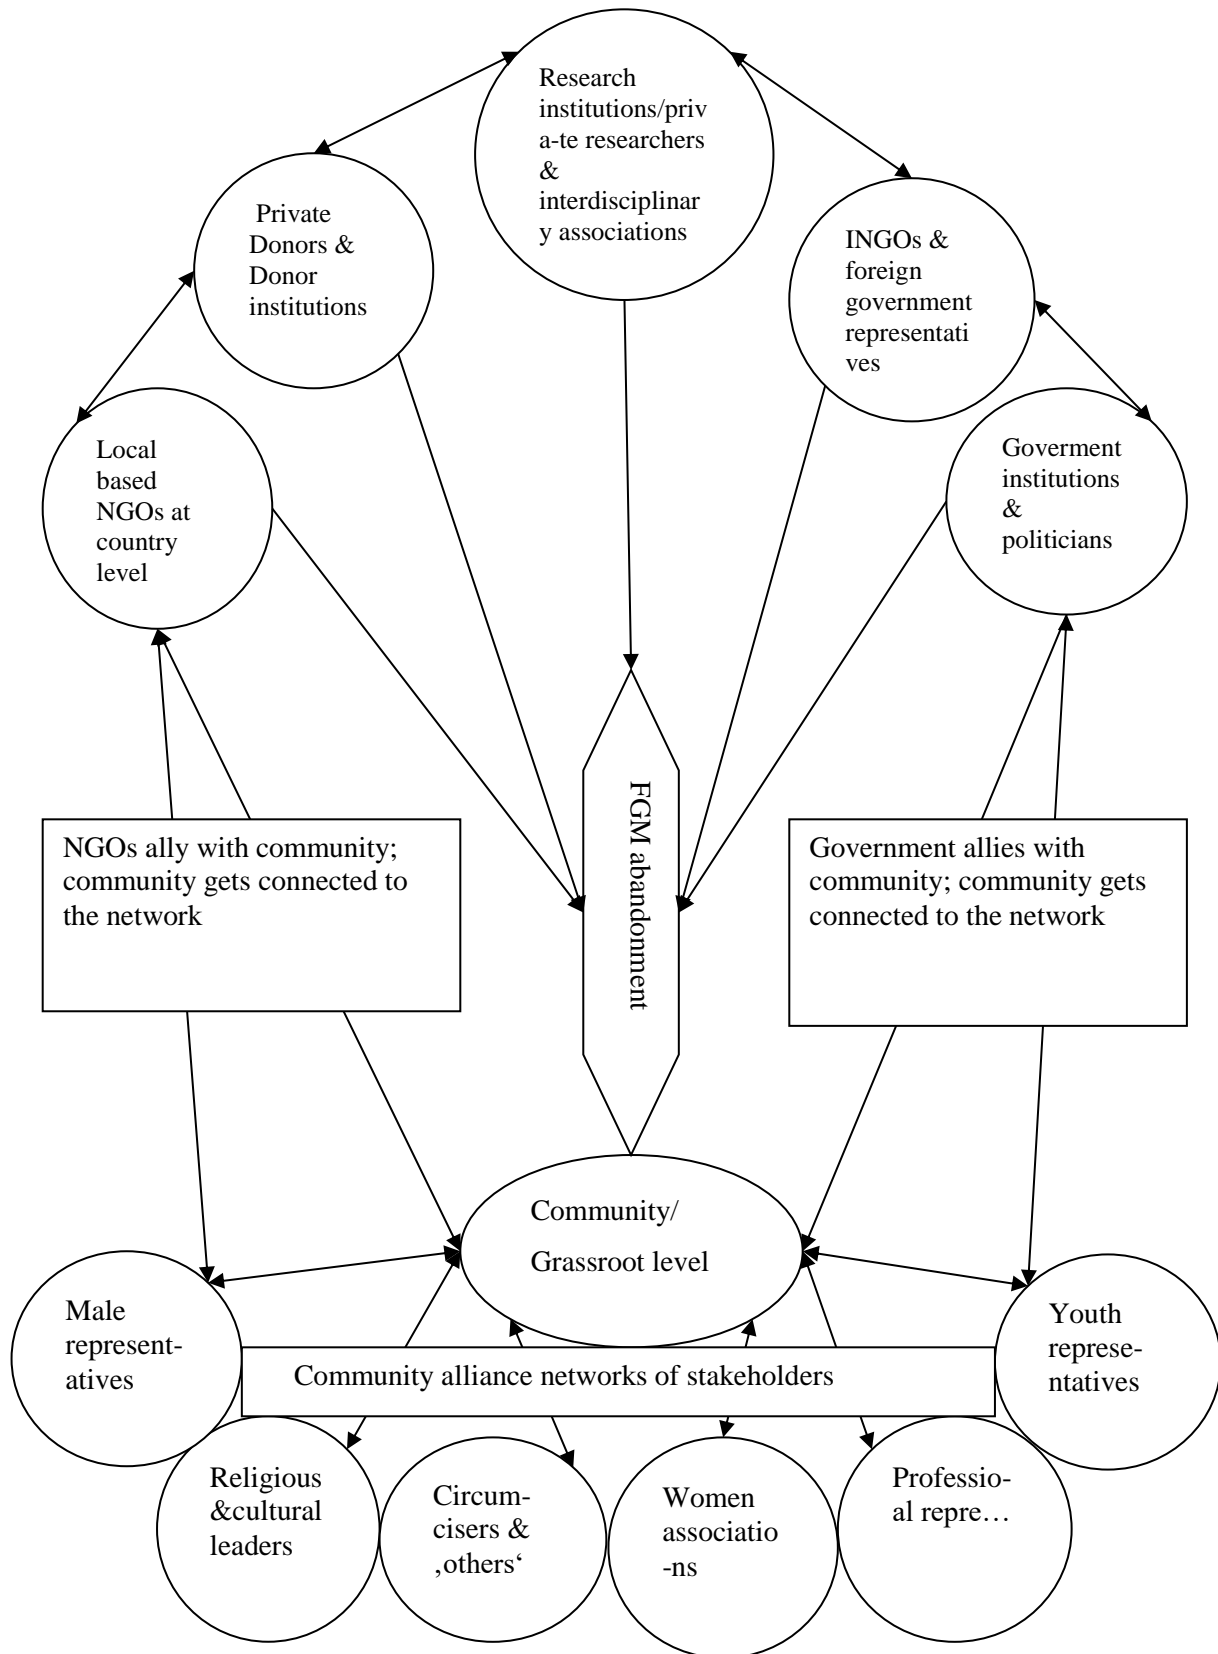 Research
institutions/priv
a-te researchers
&
interdisciplinar
y associations
Private
Donors &
Donor
institutions
INGOs &
foreign
government
representati
ves
Local
based
NGOs at
country
level
Goverment
institutions
&
politicians
FGM abandonment
NGOs ally with community;
community gets connected to
the network
Government allies with
community; community gets
connected to the network
Community/
Grassroot level
Male
represent-
atives
Youth
represe-
ntatives
Community alliance networks of stakeholders
Religious
&cultural
leaders
Circum-
cisers &
‚others‘
Women
associatio
-ns
Professio-
al repre…